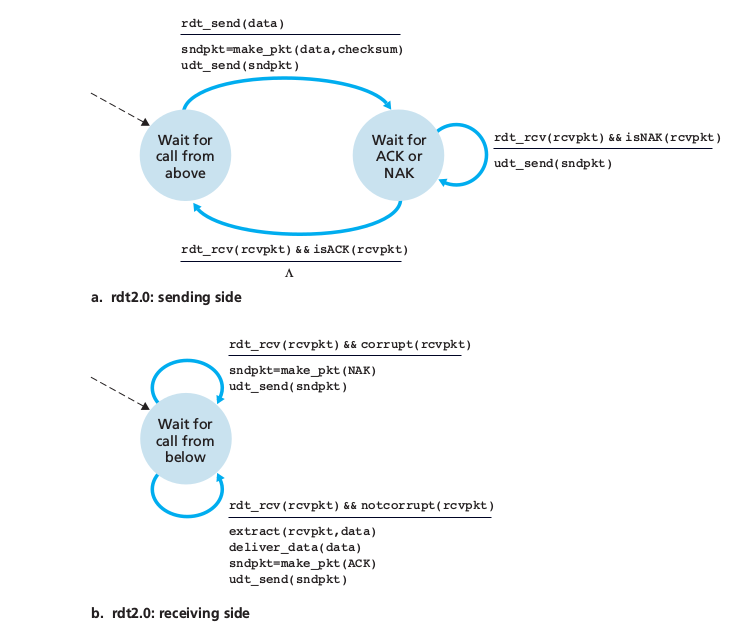 rdt_send(data)
sndpkt=make_pkt(data,checksum)
udt_send(sndpkt)
Wait for
call from
above
Wait for
ACK or
NAK
rdt_rcv(rcvpkt) && isNAK(rcvpkt)
udt_send(sndpkt)
rdt_rcv(rcvpkt) && isACK(rcvpkt)
Λ
a. rdt2.0: sending side
rdt_rcv(rcvpkt) && corrupt(rcvpkt)
sndpkt=make_pkt(NAK)
udt_send(sndpkt)
Wait for
call from
below
rdt_rcv(rcvpkt) && notcorrupt(rcvpkt)
extract(rcvpkt,data)
deliver_data(data)
sndpkt=make_pkt(ACK)
udt_send(sndpkt)
b. rdt2.0: receiving side